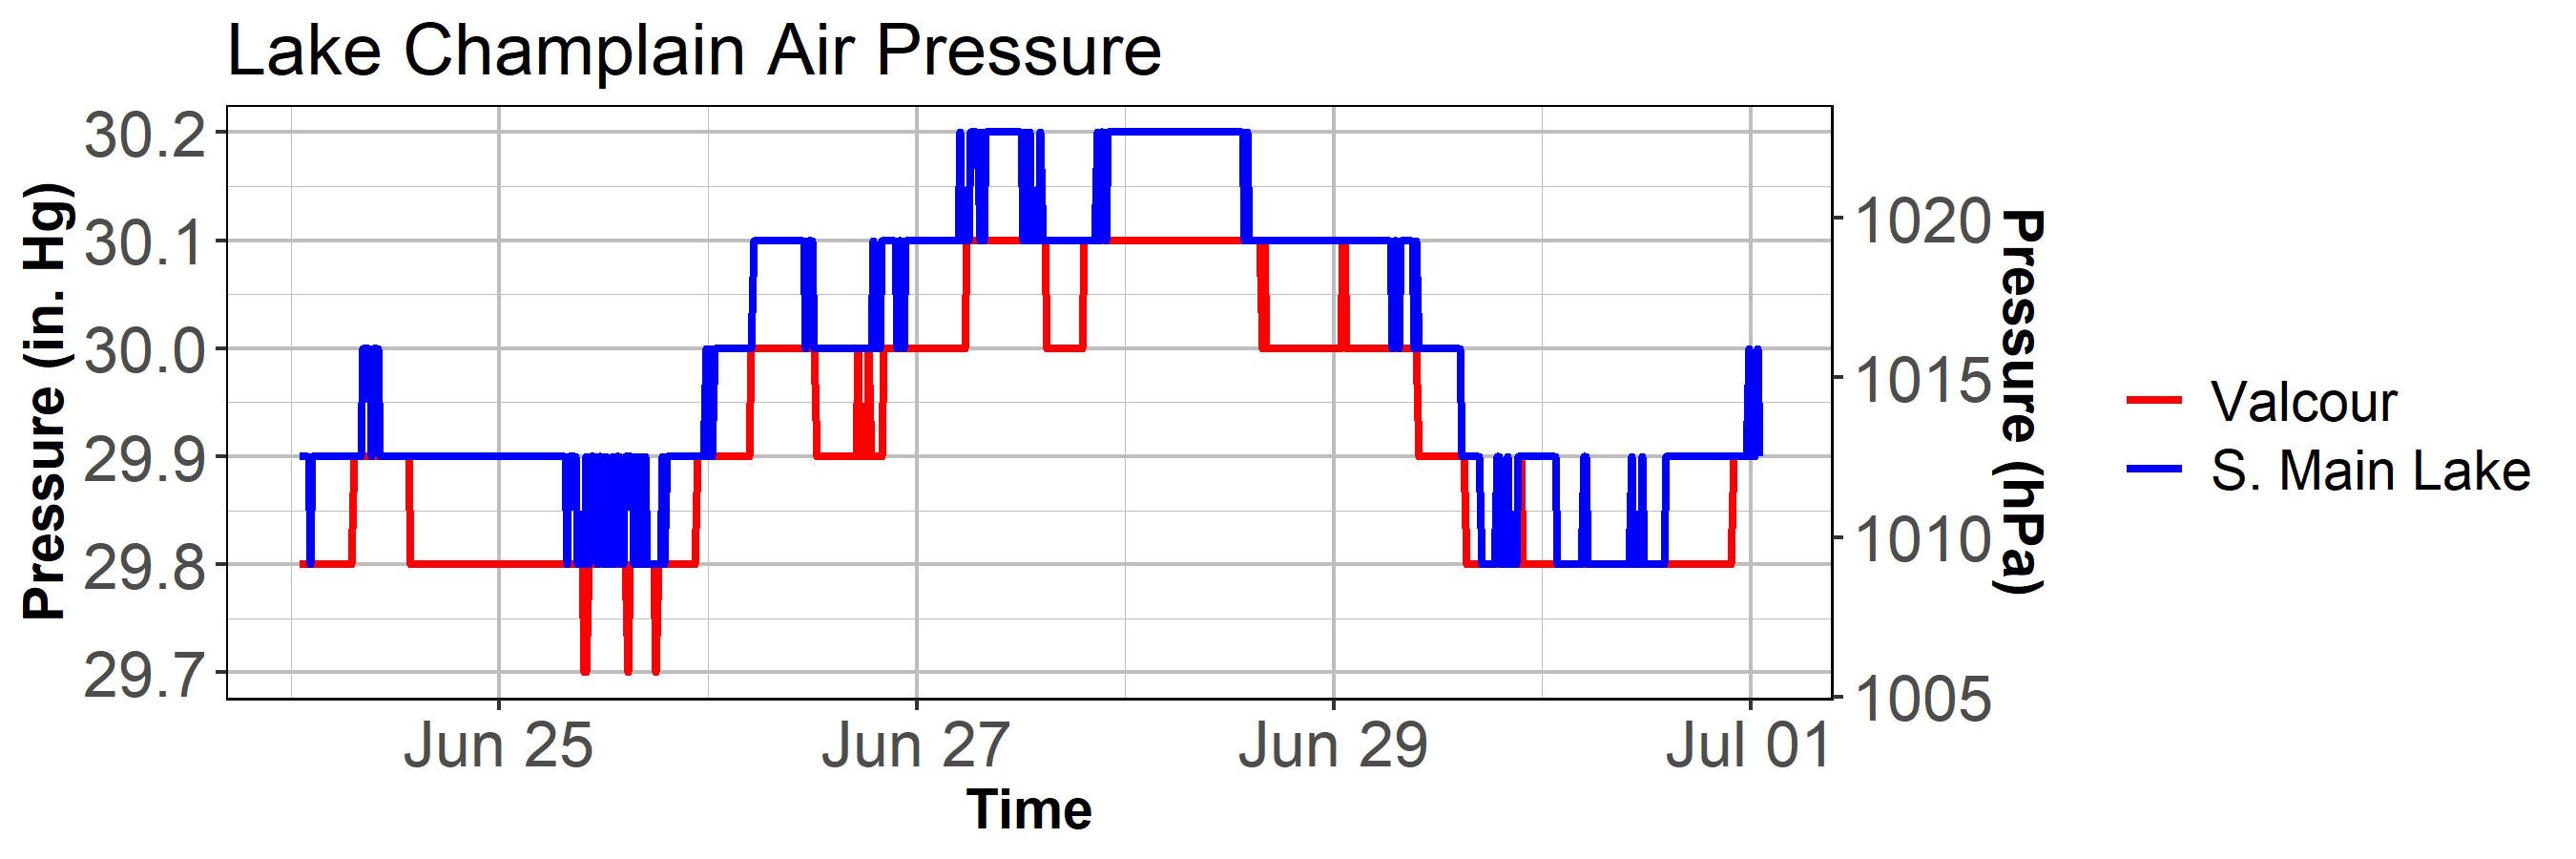 Lake Champlain Air Pressure
Pressure (in. Hg)
30.2
30.1
30.0
29.9
29.8
29.7
1020
1015
1010
1005
Pressure (hPa)
Jun 25
Jun 27
Jun 29
Jul 01
Time
Valcour
S. Main Lake